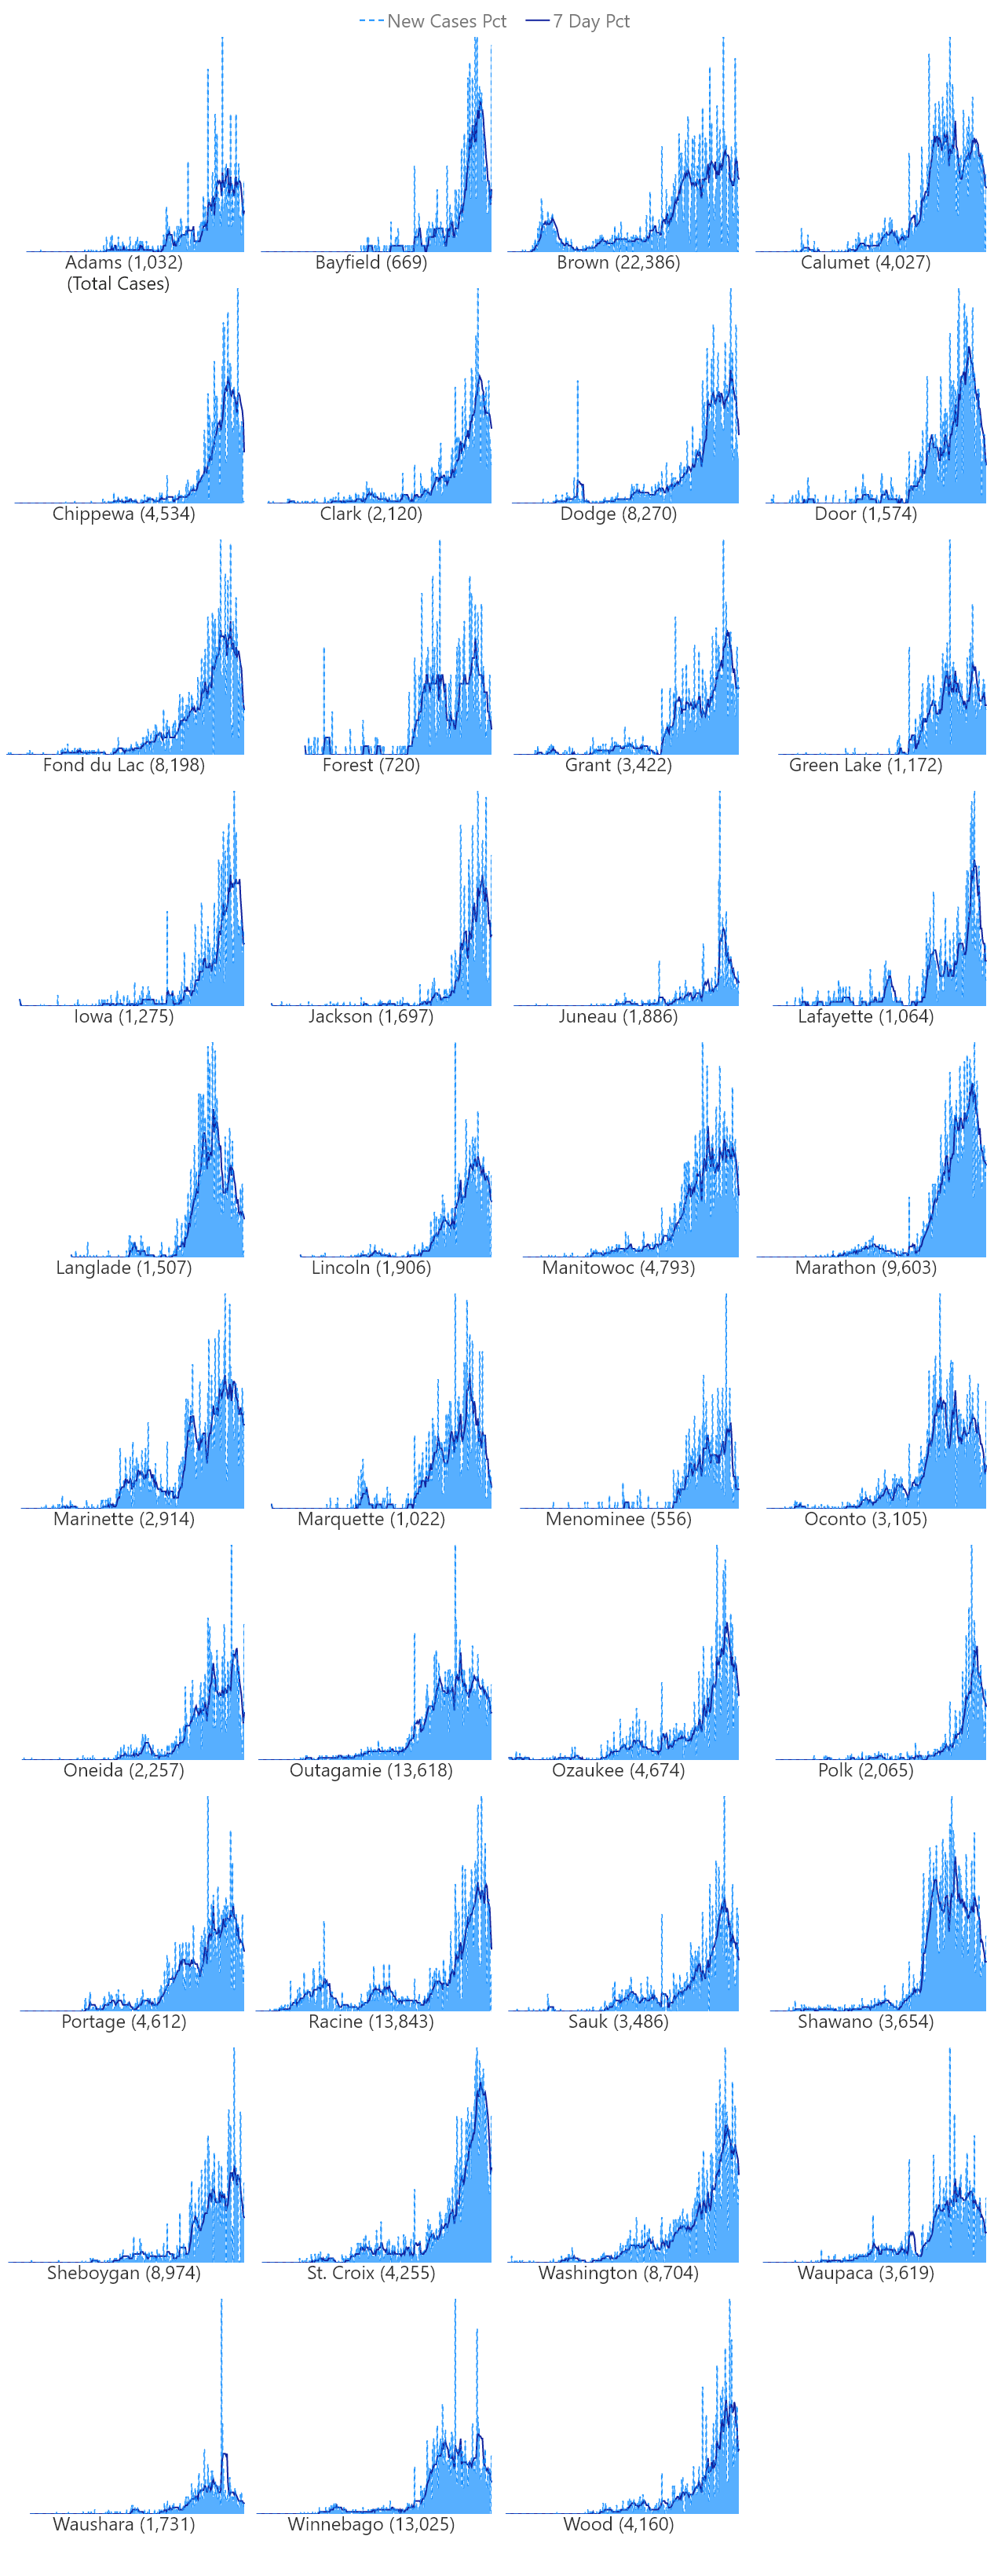 New Cases Pct 7 Day Pct
Adams (1,032) Bayfield (669) Brown (22,386) Calumet (4,027)
(Total Cases)
Chippewa (4,534) Clark (2,120) Dodge (8,270) Door (1,574)
Fond du Lac (8,198) Forest (720) Grant (3,422) Green Lake (1,172)
Iowa (1,275) Jackson (1,697) Juneau (1,886) Lafayette (1,064)
Langlade (1,507) Lincoln (1,906) Manitowoc (4,793) Marathon (9,603)
Marinette (2,914) Marquette (1,022) Menominee (556) Oconto (3,105)
Oneida (2,257) Outagamie (13,618) Ozaukee (4,674) Polk (2,065)
Portage (4,612) Racine (13,843) Sauk (3,486) Shawano (3,654)
Sheboygan (8,974) St. Croix (4,255) Washington (8,704) Waupaca (3,619)
Waushara (1,731) Winnebago (13,025) Wood (4,160)